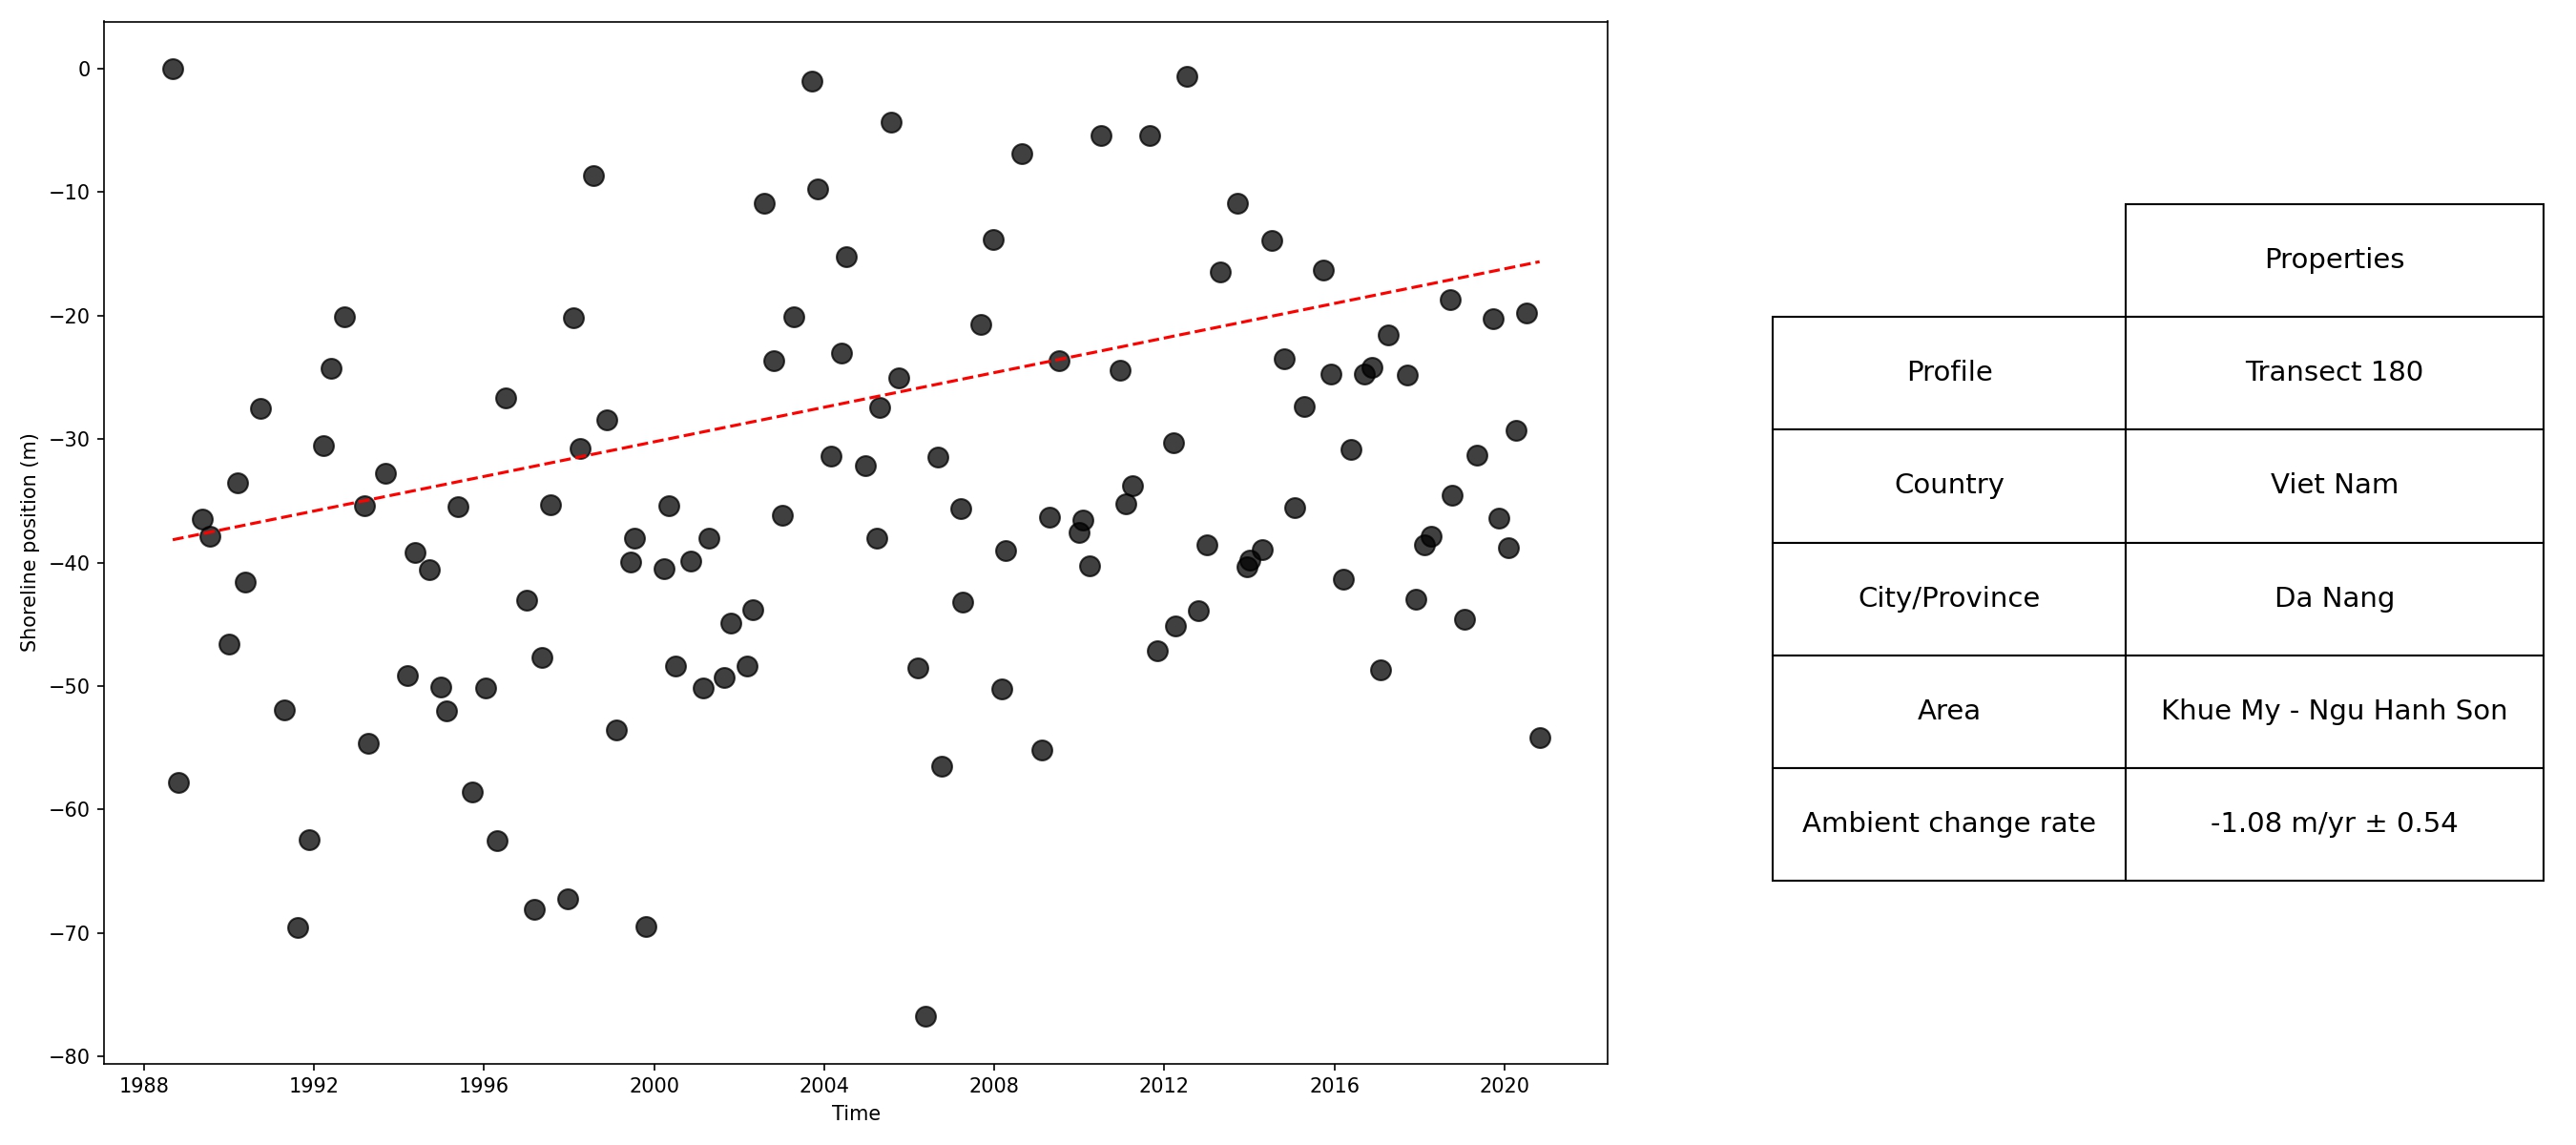 0
−10
−20
−30
−40
−50
−60
−70
−80
Shoreline position (m)
1988 1992 1996 2000 2004 2008 2012 2016 2020
Time
Properties
Profile Transect 180
Country Viet Nam
City/Province Da Nang
Area Khue My - Ngu Hanh Son
Ambient change rate -1.08 m/yr ± 0.54